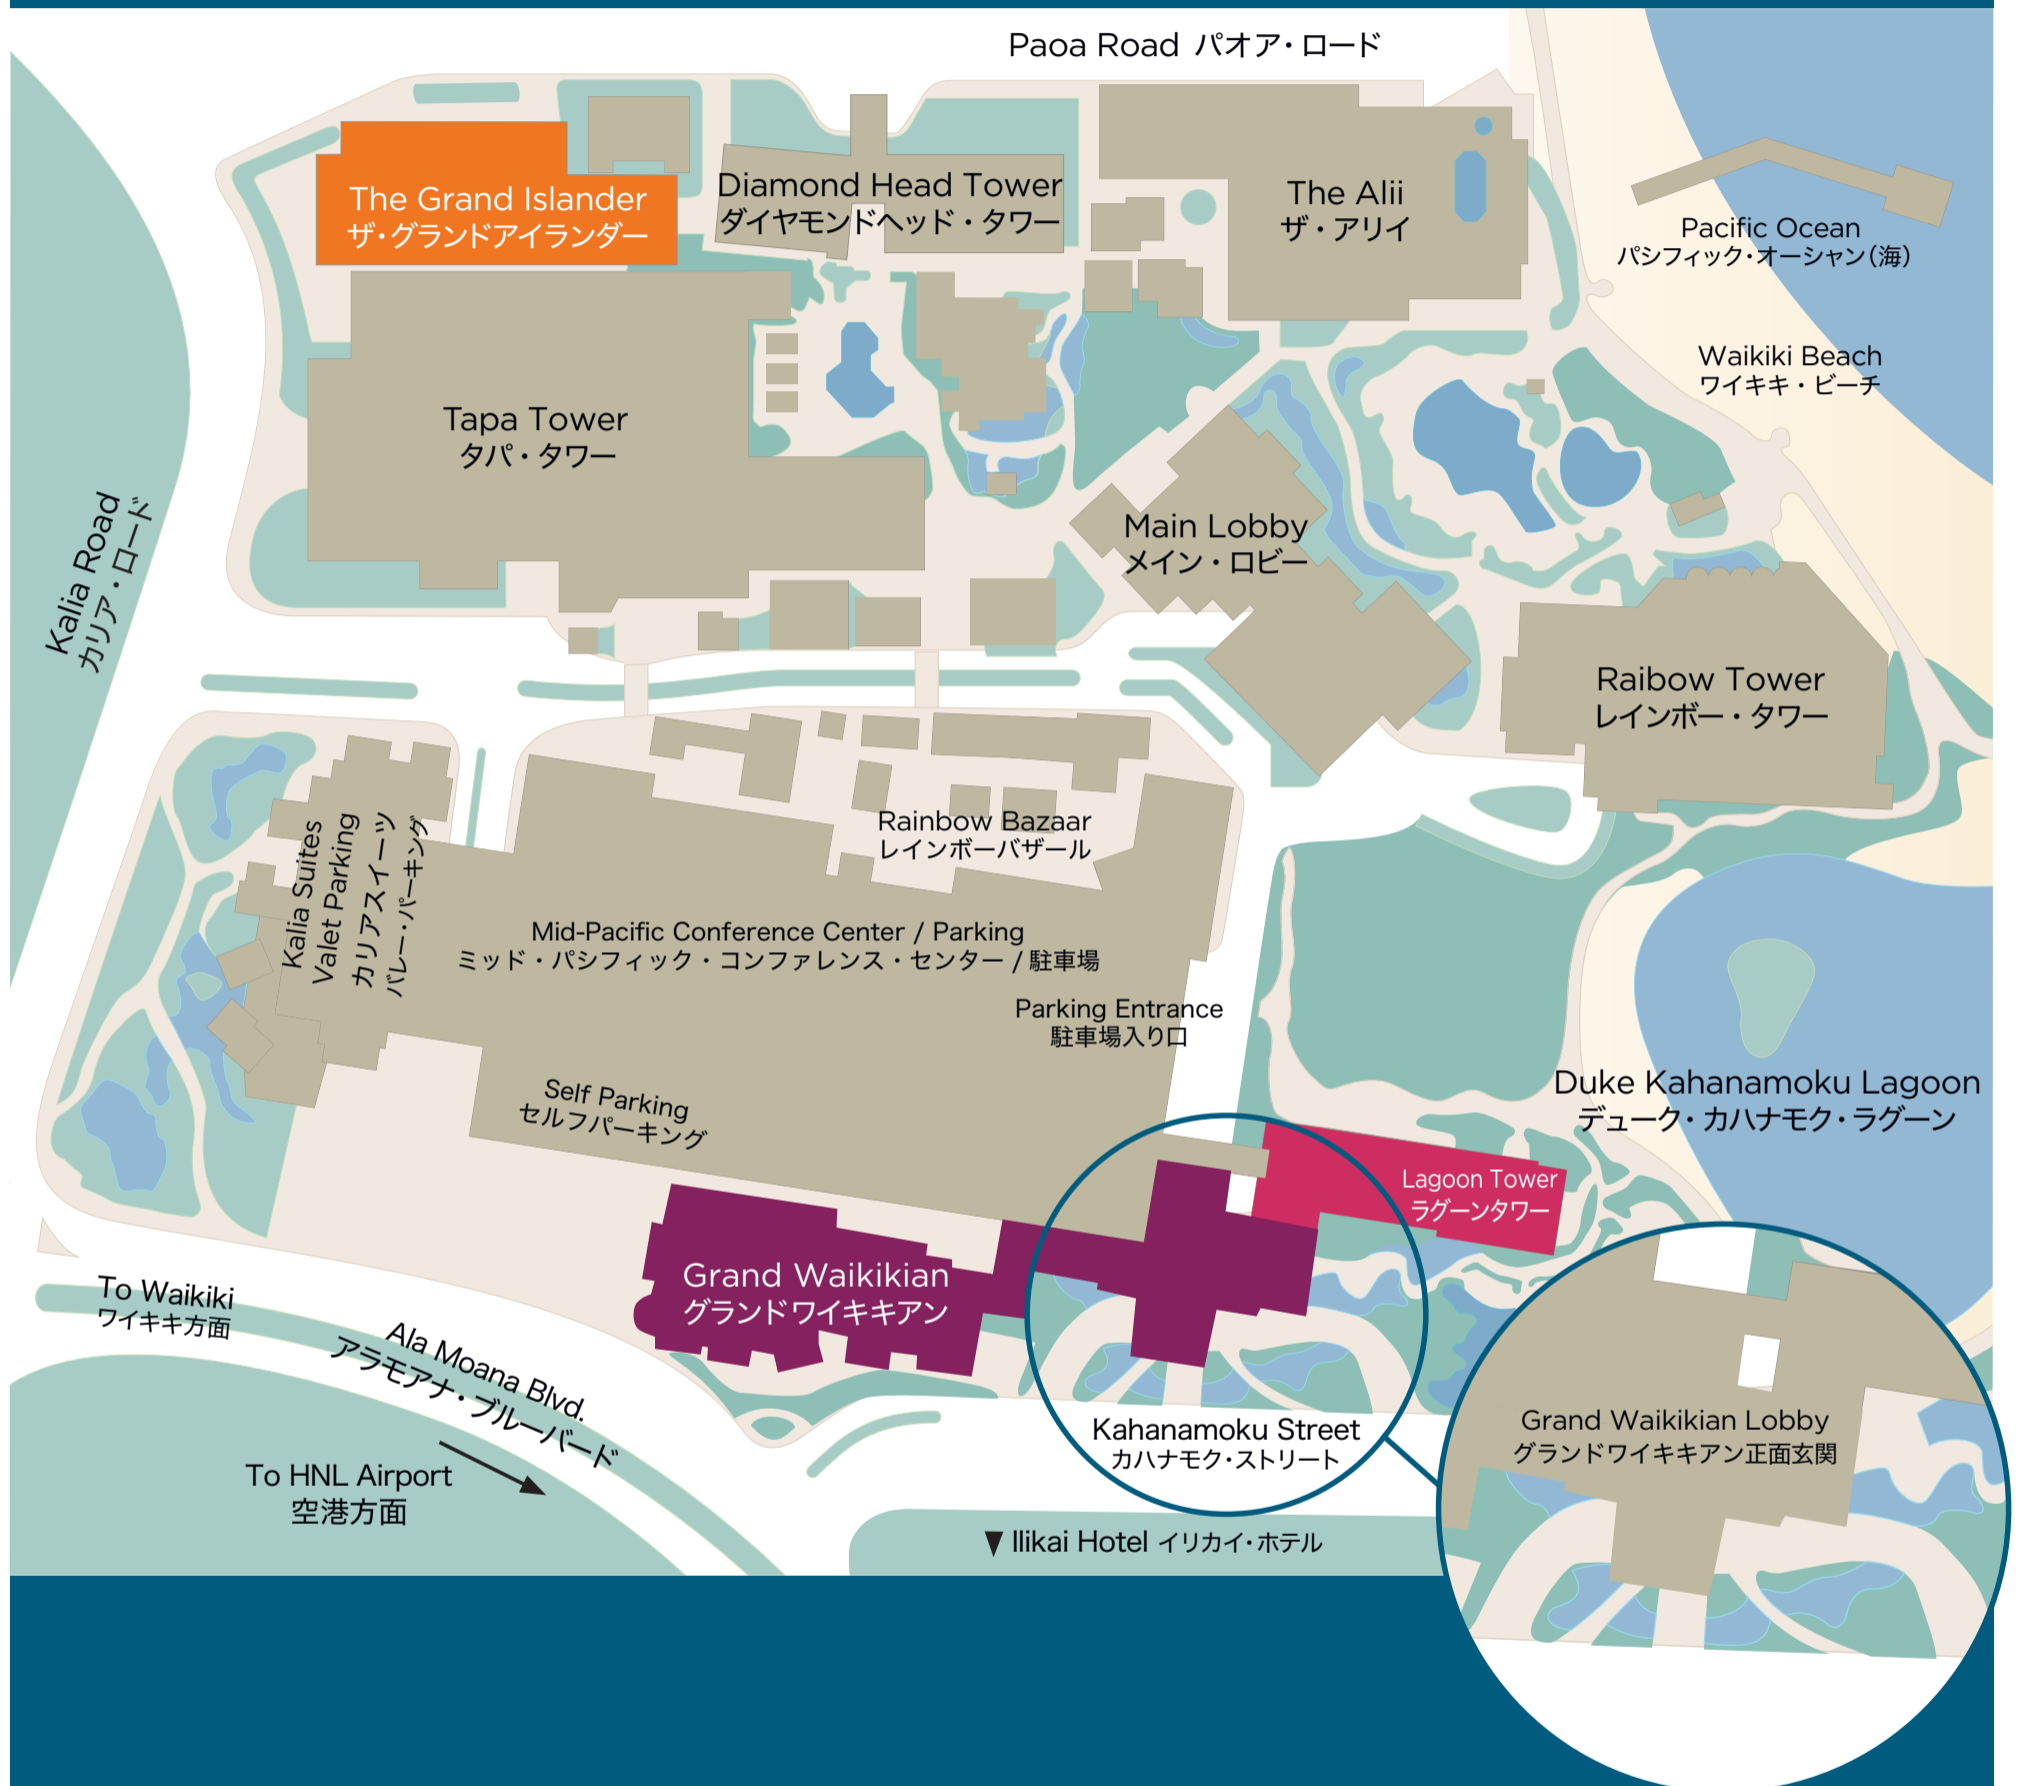 Paoa Road パオア・ロード
The Grand Islander
ザ・グランドアイランダー
Diamond Head Tower
ダイヤモンドヘッド・タワー
The Alii
ザ・アリイ
Pacific Ocean
パシフィック・オーシャン(海)
Waikiki Beach
ワイキキ・ビーチ
Tapa Tower
タパ・タワー
Main Lobby
メイン・ロビー
Kalia Road
カリア・ロード
Raibow Tower
レインボー・タワー
Rainbow Bazaar
レインボーバザール
Kalia Suites
Valet Parking
カリアスイーツ
バレー・パーキング
Mid-Pacific Conference Center / Parking
ミッド・パシフィック・コンファレンス・センター / 駐車場
Parking Entrance
駐車場入り口
Self Parking
セルフパーキング
Duke Kahanamoku Lagoon
デューク・カハナモク・ラグーン
Lagoon Tower
ラグーンタワー
Grand Waikikian
グランドワイキキアン
To Waikiki
ワイキキ方面
Ala Moana Blvd.
アラモアナ・ブルーバード
Kahanamoku Street
カハナモク・ストリート
Grand Waikikian Lobby
グランドワイキキアン正面玄関
To HNL Airport
空港方面
Ilikai Hotel イリカイ・ホテル